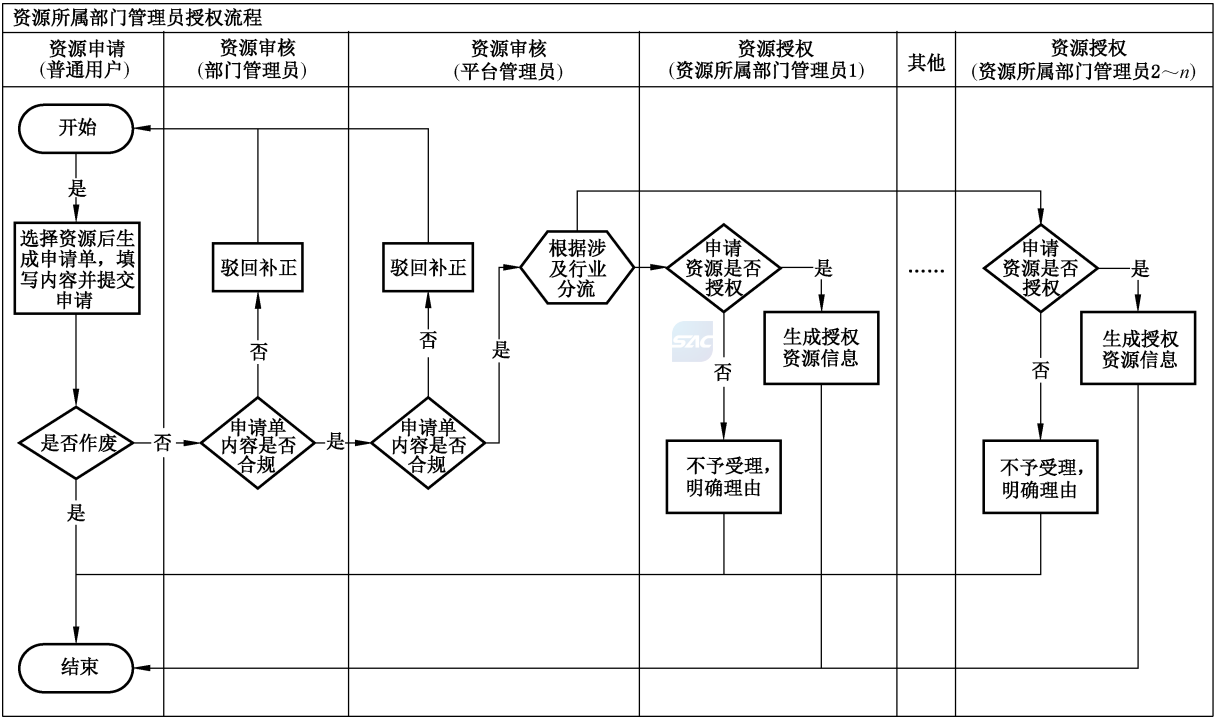 资源所属部门管理员授权流程
资源申请
(普通用户)
资源审核
(部门管理员)
资源审核
(平台管理员)
资源授权
(资源所属部门管理员1)
其他
资源授权
(资源所属部门管理员2～n)
开始
是
选择资源后生
成申请单，填
写内容并提交
申请
是否作废
否
是
结束
驳回补正
否
申请单
内容是否
合规
是
驳回补正
否
申请单
内容是否
合规
是
根据涉
及行业
分流
申请
资源是否
授权
是
生成授权
资源信息
否
不予受理，
明确理由
SAC
……
申请
资源是否
授权
是
生成授权
资源信息
否
不予受理，
明确理由